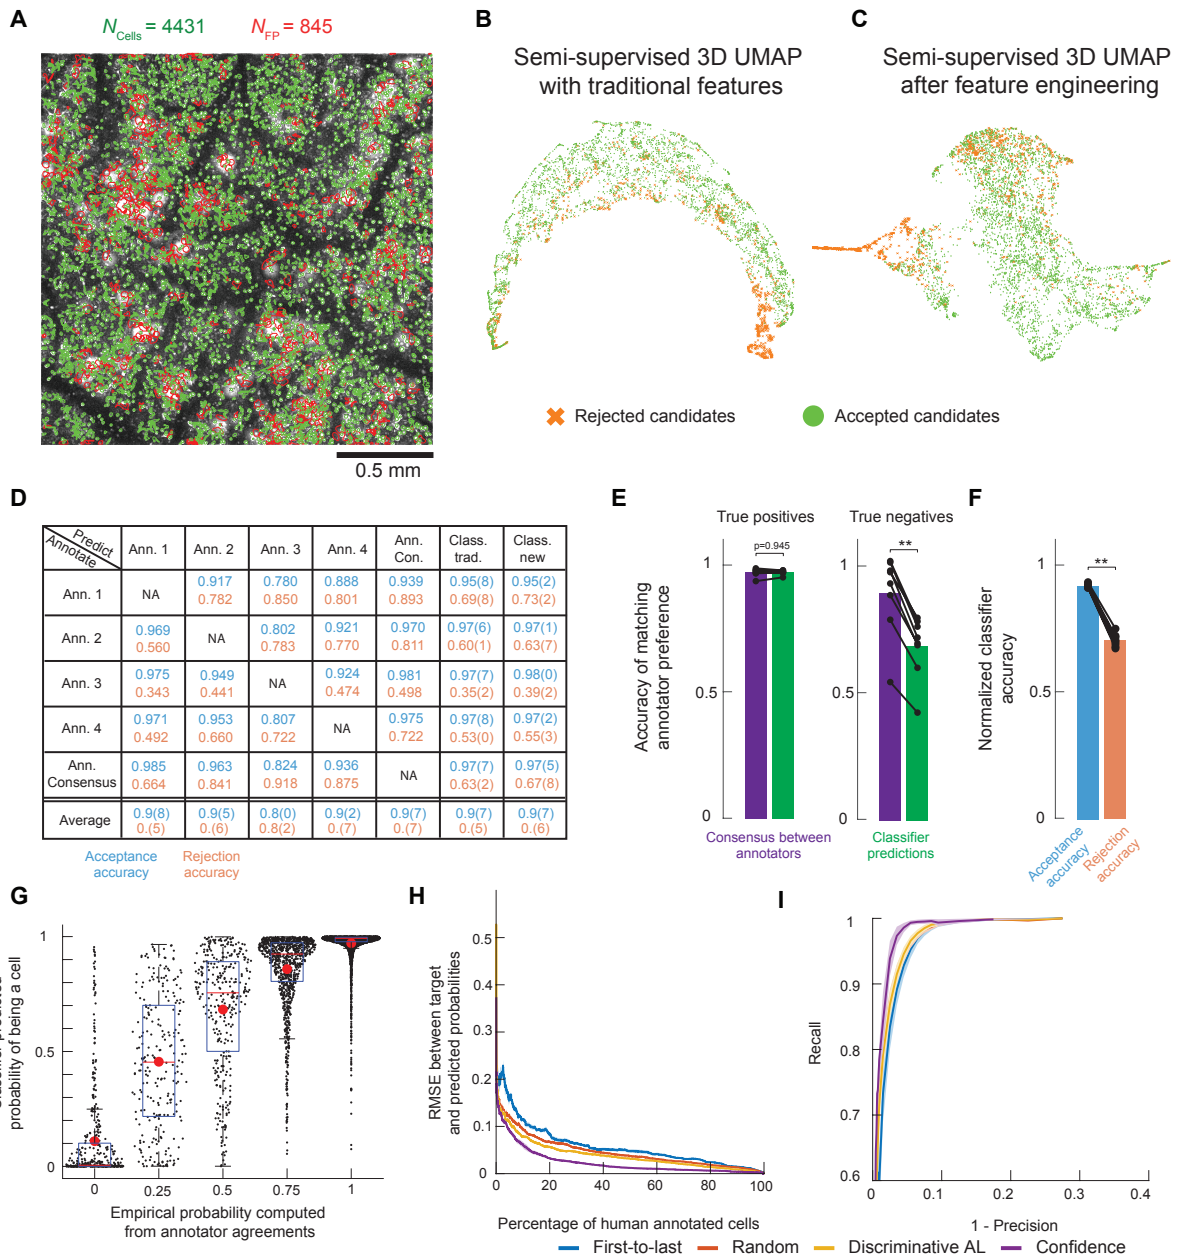 A
N Cells = 4431
N FP = 845
0.5 mm
B
Semi-supervised 3D UMAP
with traditional features
C
Semi-supervised 3D UMAP
after feature engineering
Rejected candidates
Accepted candidates
D
Predict
Annotate
Ann. 1 Ann. 2 Ann. 3 Ann. 4 Ann. Con. Class. trad. Class. new
Ann. 1 NA 0.917 0.780 0.888 0.939 0.95(8) 0.95(2)
0.782 0.850 0.801 0.893 0.69(8) 0.73(2)
Ann. 2 0.969 NA 0.802 0.921 0.970 0.97(6) 0.97(1)
0.560 0.783 0.770 0.811 0.60(1) 0.63(7)
Ann. 3 0.975 0.949 NA 0.924 0.981 0.97(7) 0.98(0)
0.343 0.441 0.474 0.498 0.35(2) 0.39(2)
Ann. 4 0.971 0.953 0.807 NA 0.975 0.97(8) 0.97(2)
0.492 0.660 0.722 0.722 0.53(0) 0.55(3)
Ann. Consensus 0.985 0.963 0.824 0.936 NA 0.97(7) 0.97(5)
0.664 0.841 0.918 0.875 0.63(2) 0.67(8)
Average 0.9(8) 0.9(5) 0.8(0) 0.9(2) 0.9(7) 0.9(7) 0.9(7)
0.(5) 0.(6) 0.8(2) 0.(7) 0.(7) 0.(5) 0.(6)
Acceptance
accuracy
Rejection
accuracy
E
True positives
True negatives
Accuracy of matching
annotator preference
1
0.5
0
p=0.945
1
0.5
0
**
Consensus between
annotators
Classifier
predictions
F
Normalized classifier
accuracy
1
0.5
0
**
Acceptance
accuracy
Rejection
accuracy
G
probability of being a cell
1
0.5
0
0 0.25 0.5 0.75 1
Empirical probability computed
from annotator agreements
H
RMSE between target
and predicted probabilities
0.5
0.4
0.3
0.2
0.1
0
0 20 40 60 80 100
Percentage of human annotated cells
I
Recall
1
0.9
0.8
0.7
0.6
0 0.1 0.2 0.3 0.4
1 - Precision
First-to-last Random Discriminative AL Confidence